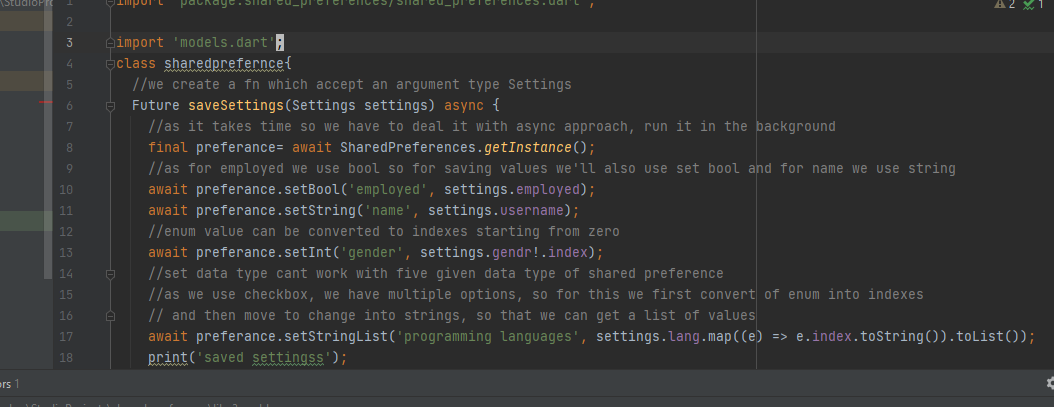 \StudioPro
1 import 'package:shared_preferences/shared_preferences.dart';
2 1
2
3 import 'models.dart';
4 class sharedprefernce{
5 //we create a fn which accept an argument type Settings
6 Future saveSettings(Settings settings) async {
7 //as it takes time so we have to deal it with async approach, run it in the background
8 final preferance= await SharedPreferences.getInstance();
9 //as for employed we use bool so for saving values we'll also use set bool and for name we use string
10 await preferance.setBool('employed', settings.employed);
11 await preferance.setString('name', settings.username);
12 //enum value can be converted to indexes starting from zero
13 await preferance.setInt('gender', settings.gendr!.index);
14 //set data type cant work with five given data type of shared preference
15 //as we use checkbox, we have multiple options, so for this we first convert of enum into indexes
16 // and then move to change into strings, so that we can get a list of values
17 await preferance.setStringList('programming languages', settings.lang.map((e) => e.index.toString()).toList());
18 print('saved settingss');
ors 1